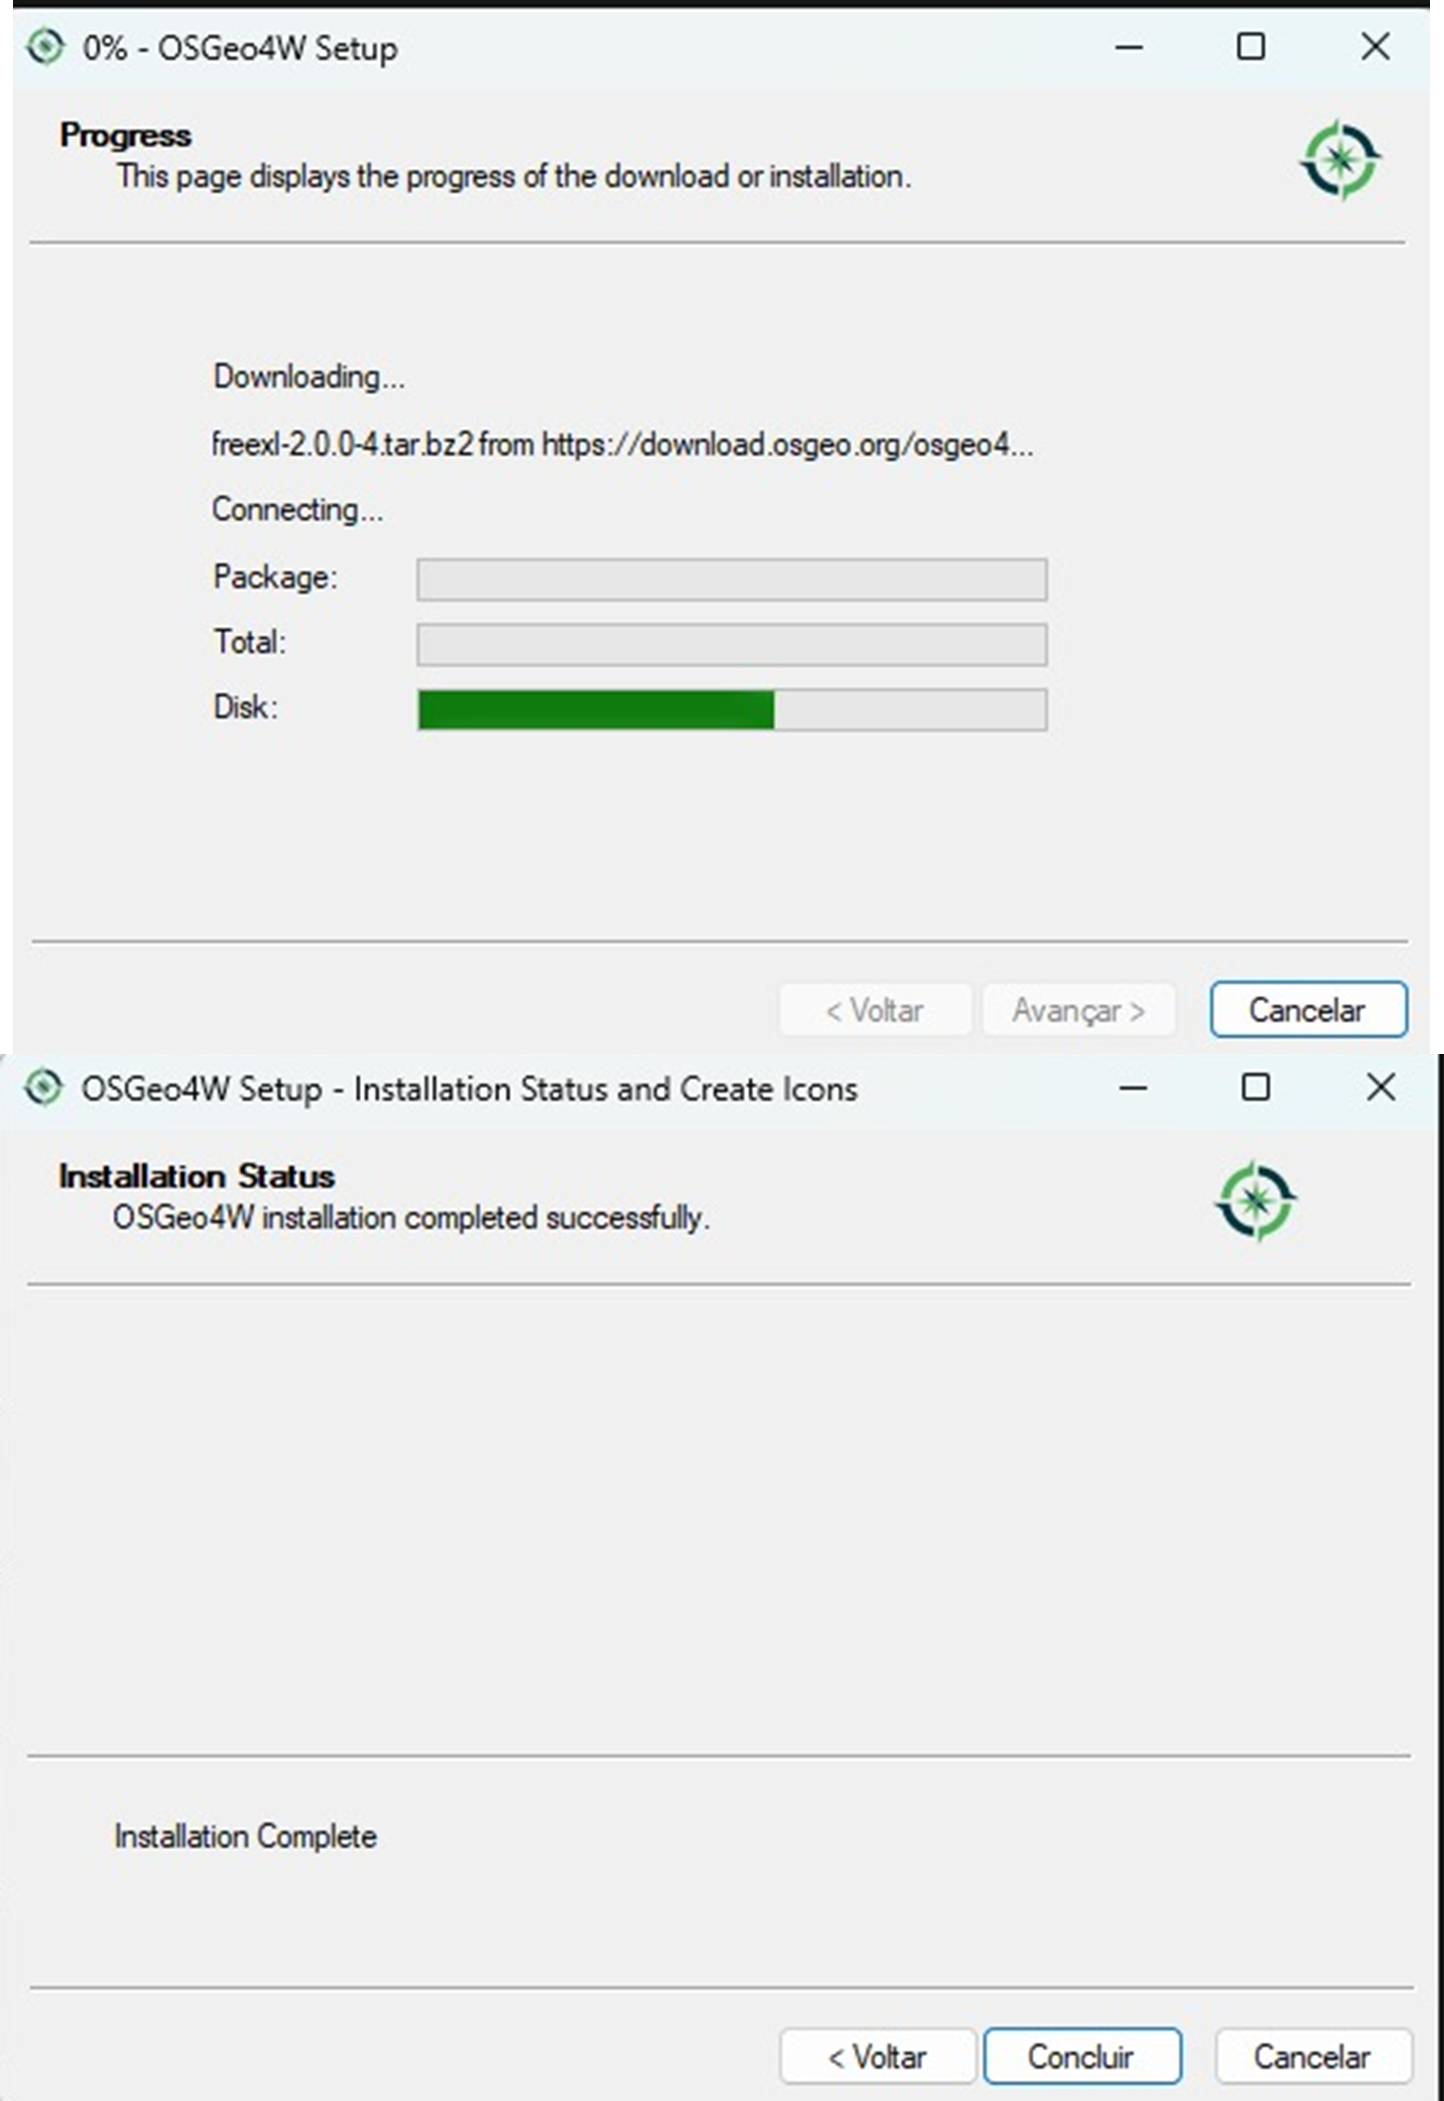 0% - OSGeo4W Setup
Progress
This page displays the progress of the download or installation.
Downloading...
freexl-2.0.0-4.tar.bz2 from https://download.osgeo.org/osgeo4...
Connecting...
Package:
Total:
Disk:
< Voltar Avançar > Cancelar
OSGeo4W Setup - Installation Status and Create Icons
Installation Status
OSGeo4W installation completed successfully.
Installation Complete
< Voltar Concluir Cancelar